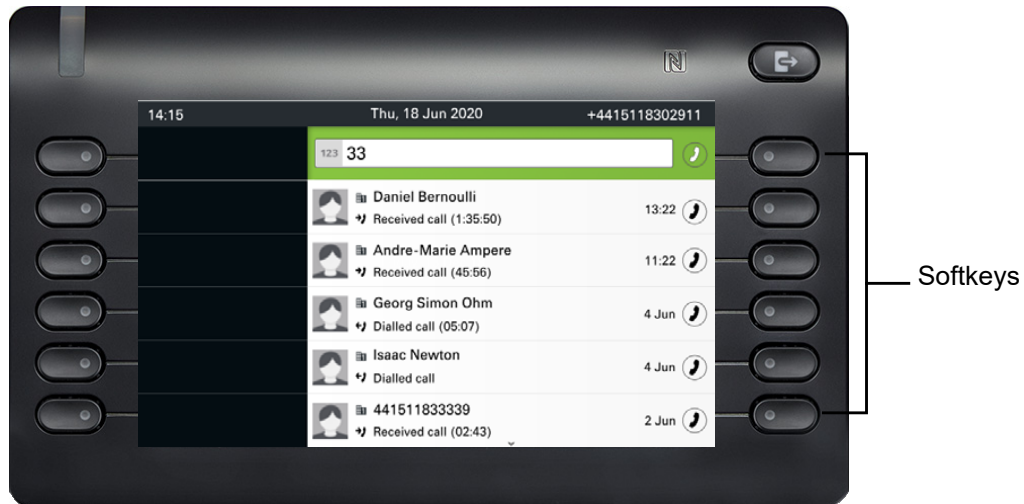 14:15 Thu, 18 Jun 2020 +4415118302911
123 33
Daniel Bernoulli
Received call (1:35:50)
13:22
Andre-Marie Ampere
Received call (45:56)
11:22
Georg Simon Ohm
Dialled call (05:07)
4 Jun
Isaac Newton
Dialled call
4 Jun
441511833339
Received call (02:43)
2 Jun
Softkeys